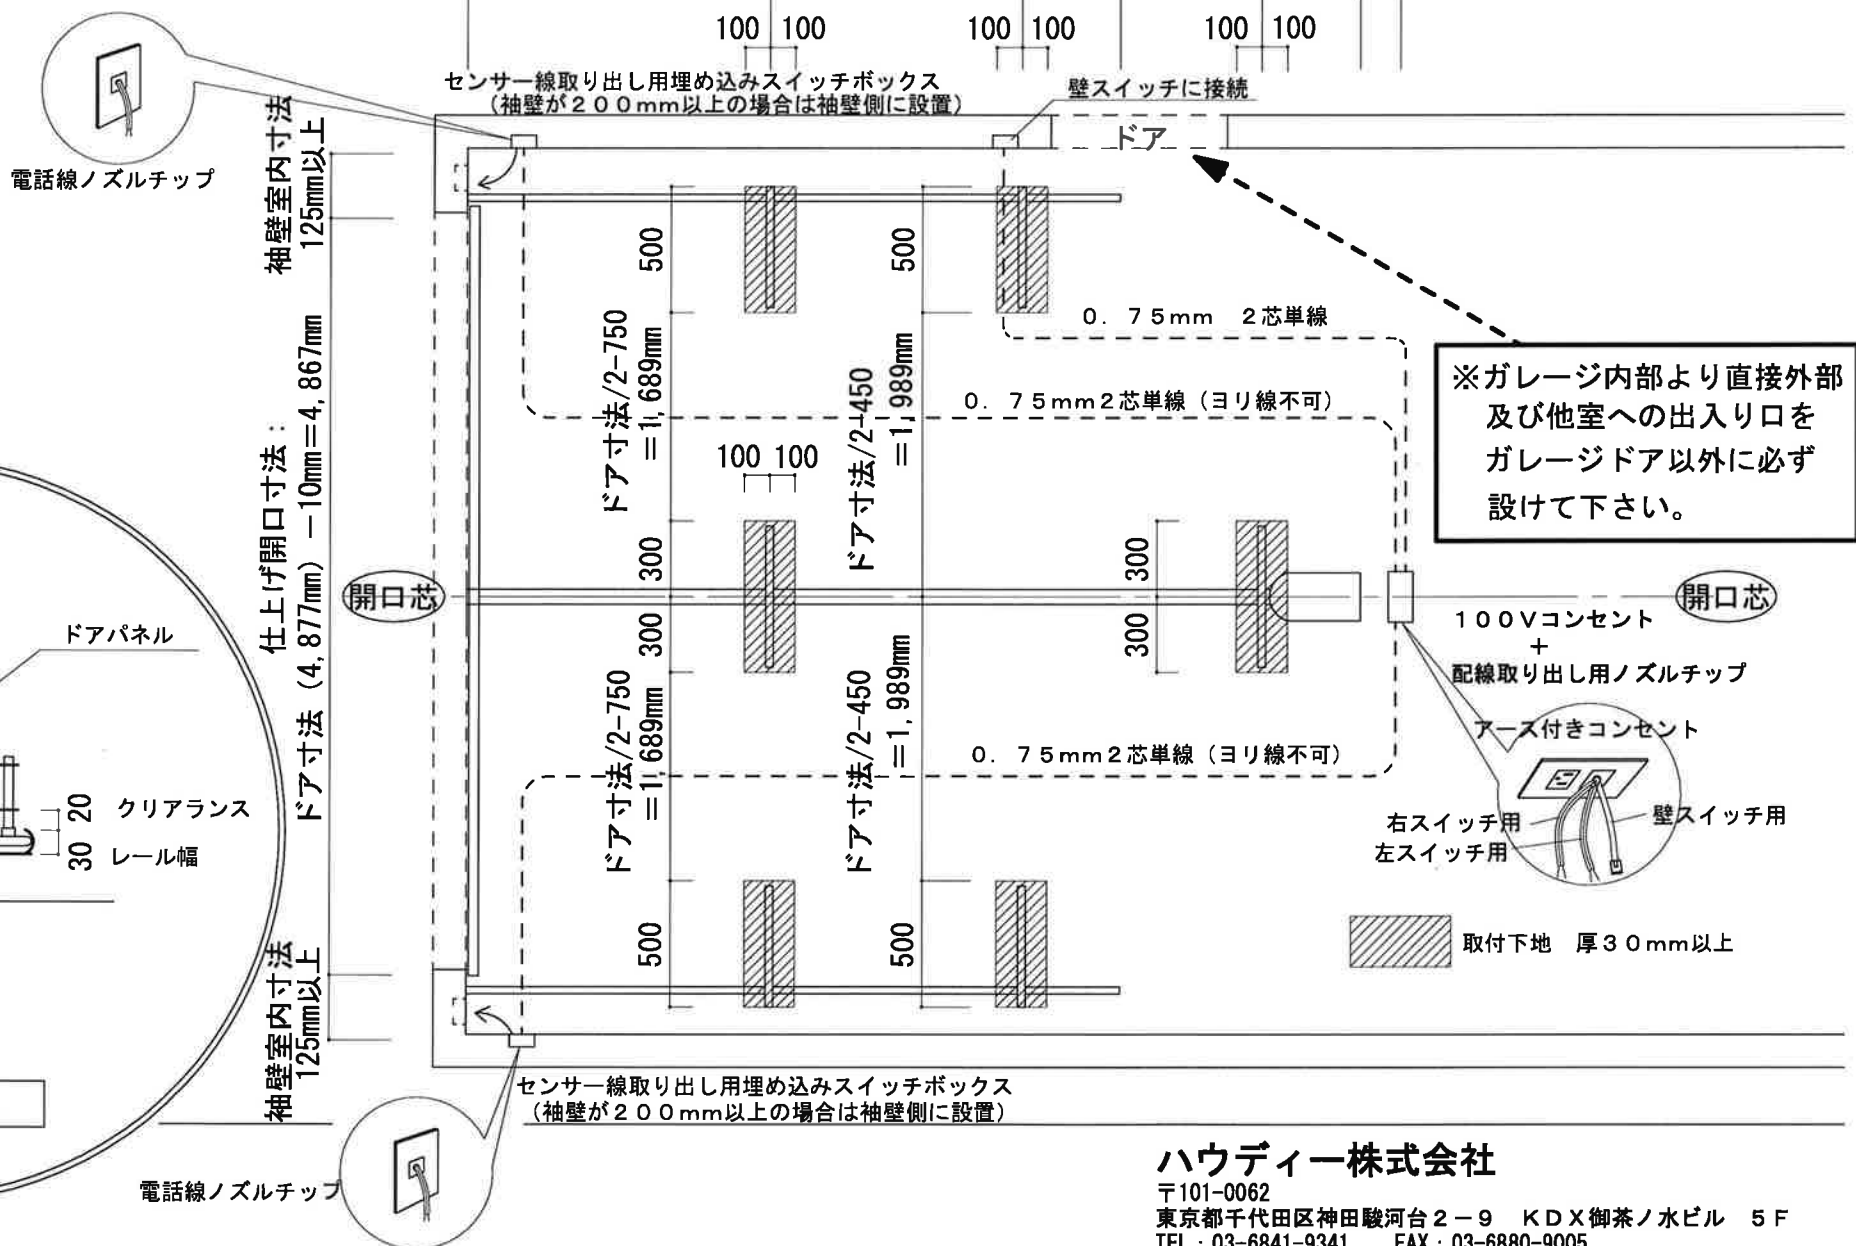 100 100
100 100
100 100
センサー線取り出し用埋め込みスイッチボックス
(袖壁が200mm以上の場合は袖壁側に設置)
壁スイッチに接続
ドア
電話線ノズルチップ
袖壁室内寸法
125mm以上
500
500
0.75mm 2芯単線
ドア寸法/2-750
=1,689mm
ドア寸法/2-450
=1,989mm
0.75mm2芯単線(ヨリ線不可)
※ガレージ内部より直接外部
及び他室への出入り口を
ガレージドア以外に必ず
設けて下さい。
100 100
仕上げ開口寸法:
ドア寸法(4,877mm)-10mm=4,867mm
300
300
300
300
開口芯
開口芯
100Vコンセント
+
配線取り出し用ノズルチップ
アース付きコンセント
ドアパネル
ドア寸法/2-750
=1,689mm
ドア寸法/2-450
=1,989mm
0.75mm2芯単線(ヨリ線不可)
右スイッチ用
左スイッチ用
壁スイッチ用
20 クリアランス
30 レール幅
500
500
取付下地 厚30mm以上
袖壁室内寸法
125mm以上
センサー線取り出し用埋め込みスイッチボックス
(袖壁が200mm以上の場合は袖壁側に設置)
電話線ノズルチップ
ハウディー株式会社
〒101-0062
東京都千代田区神田駿河台2-9 KDX御茶ノ水ビル 5F
TEL:03-6841-9341 FAX:03-6880-9005